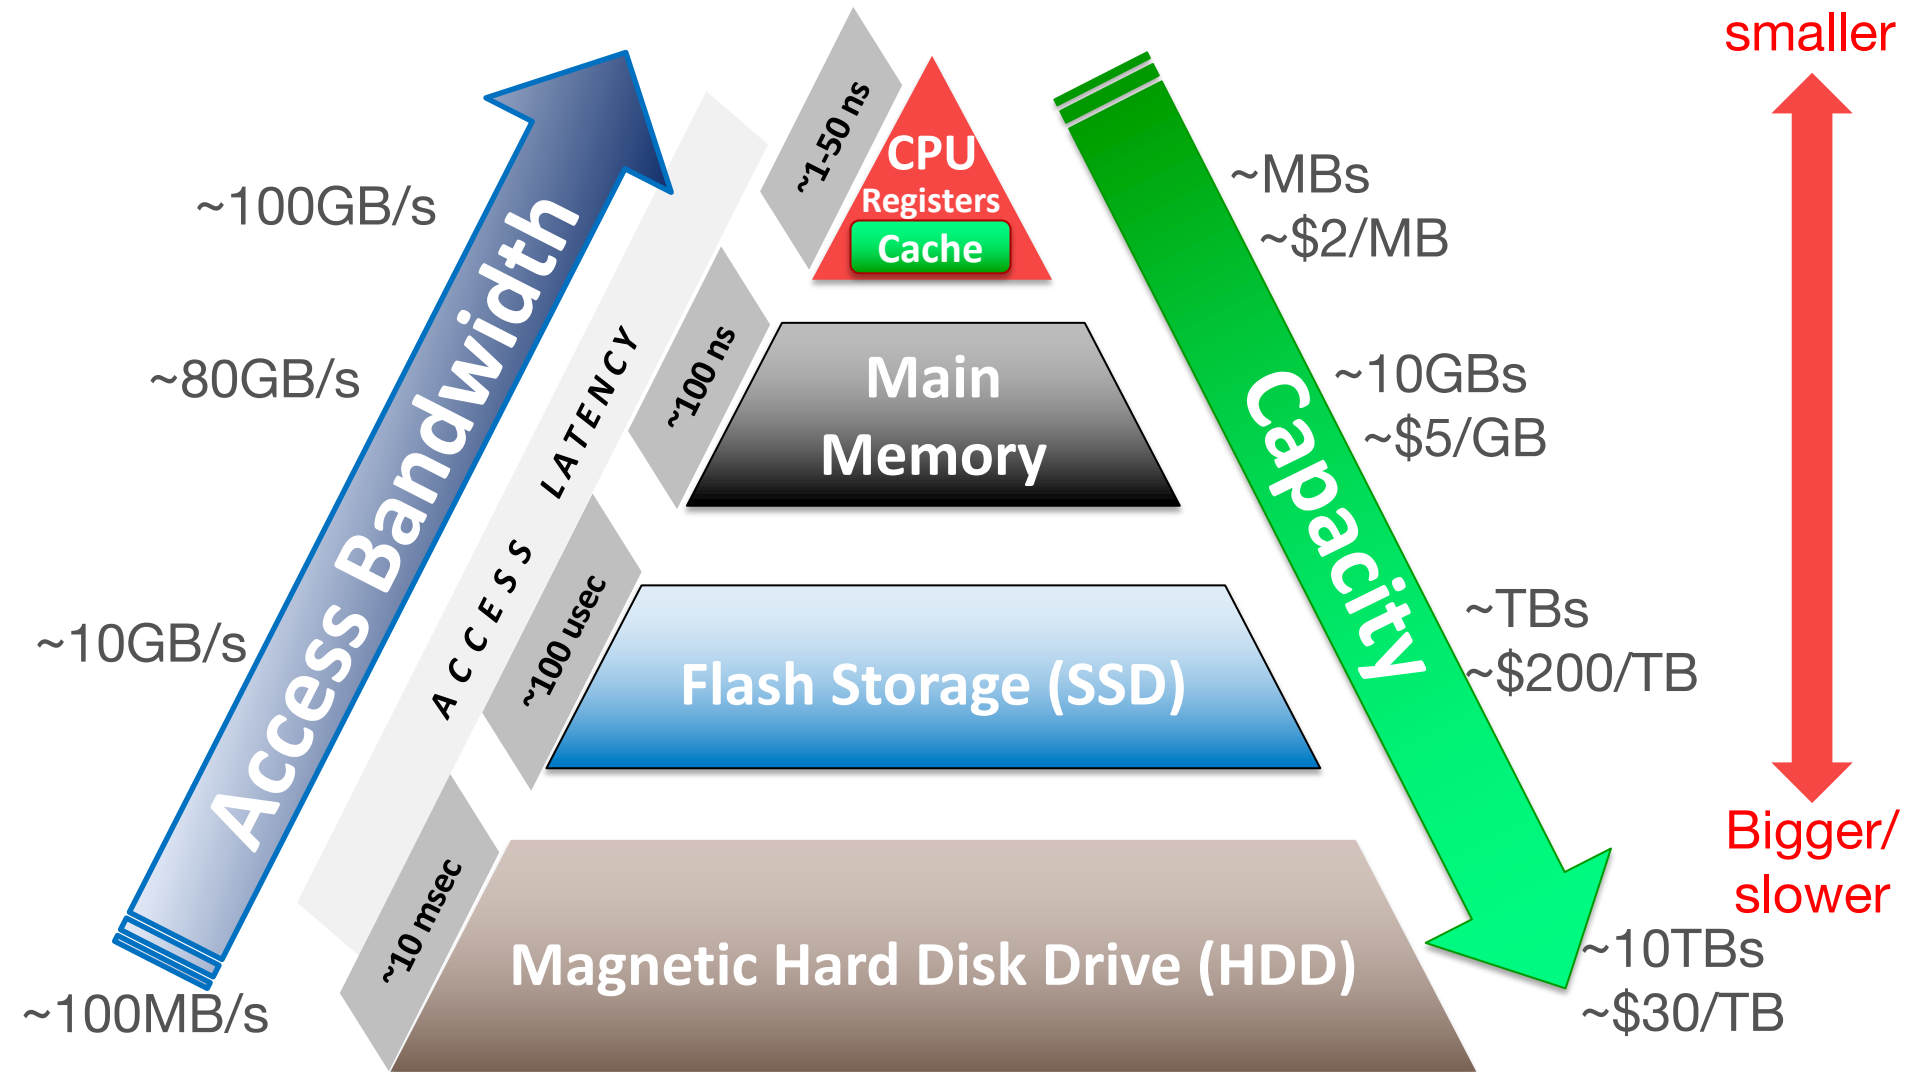 smaller
~1-50 ns
CPU
Registers
Cache
~100GB/s
~MBs
~$2/MB
Access Bandwidth
ACCESS LATENCY
Capacity
~80GB/s
~100 ns
Main
Memory
~10GBs
~$5/GB
~10GB/s
~100 usec
Flash Storage (SSD)
~TBs
~$200/TB
Bigger/
slower
~100MB/s
~10 msec
Magnetic Hard Disk Drive (HDD)
~10TBs
~$30/TB